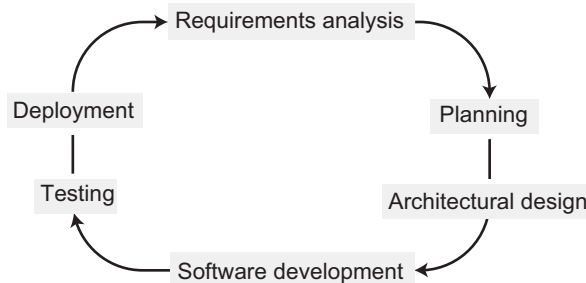 Requirements analysis
Deployment
Planning
Testing
Architectural design
Software development